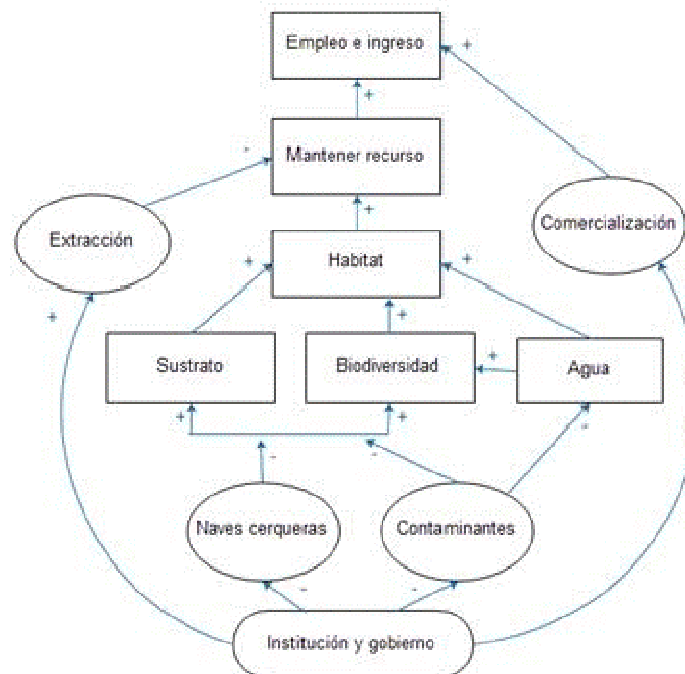 Empleo e ingreso
+
+
Mantener recurso
-
+
Extracción
Comercialización
Habitat
+
+
+
+
Sustrato
Biodiversidad
+
Agua
+
+
-
-
-
Naves cerqueras
Contaminantes
-
-
Institución y gobierno